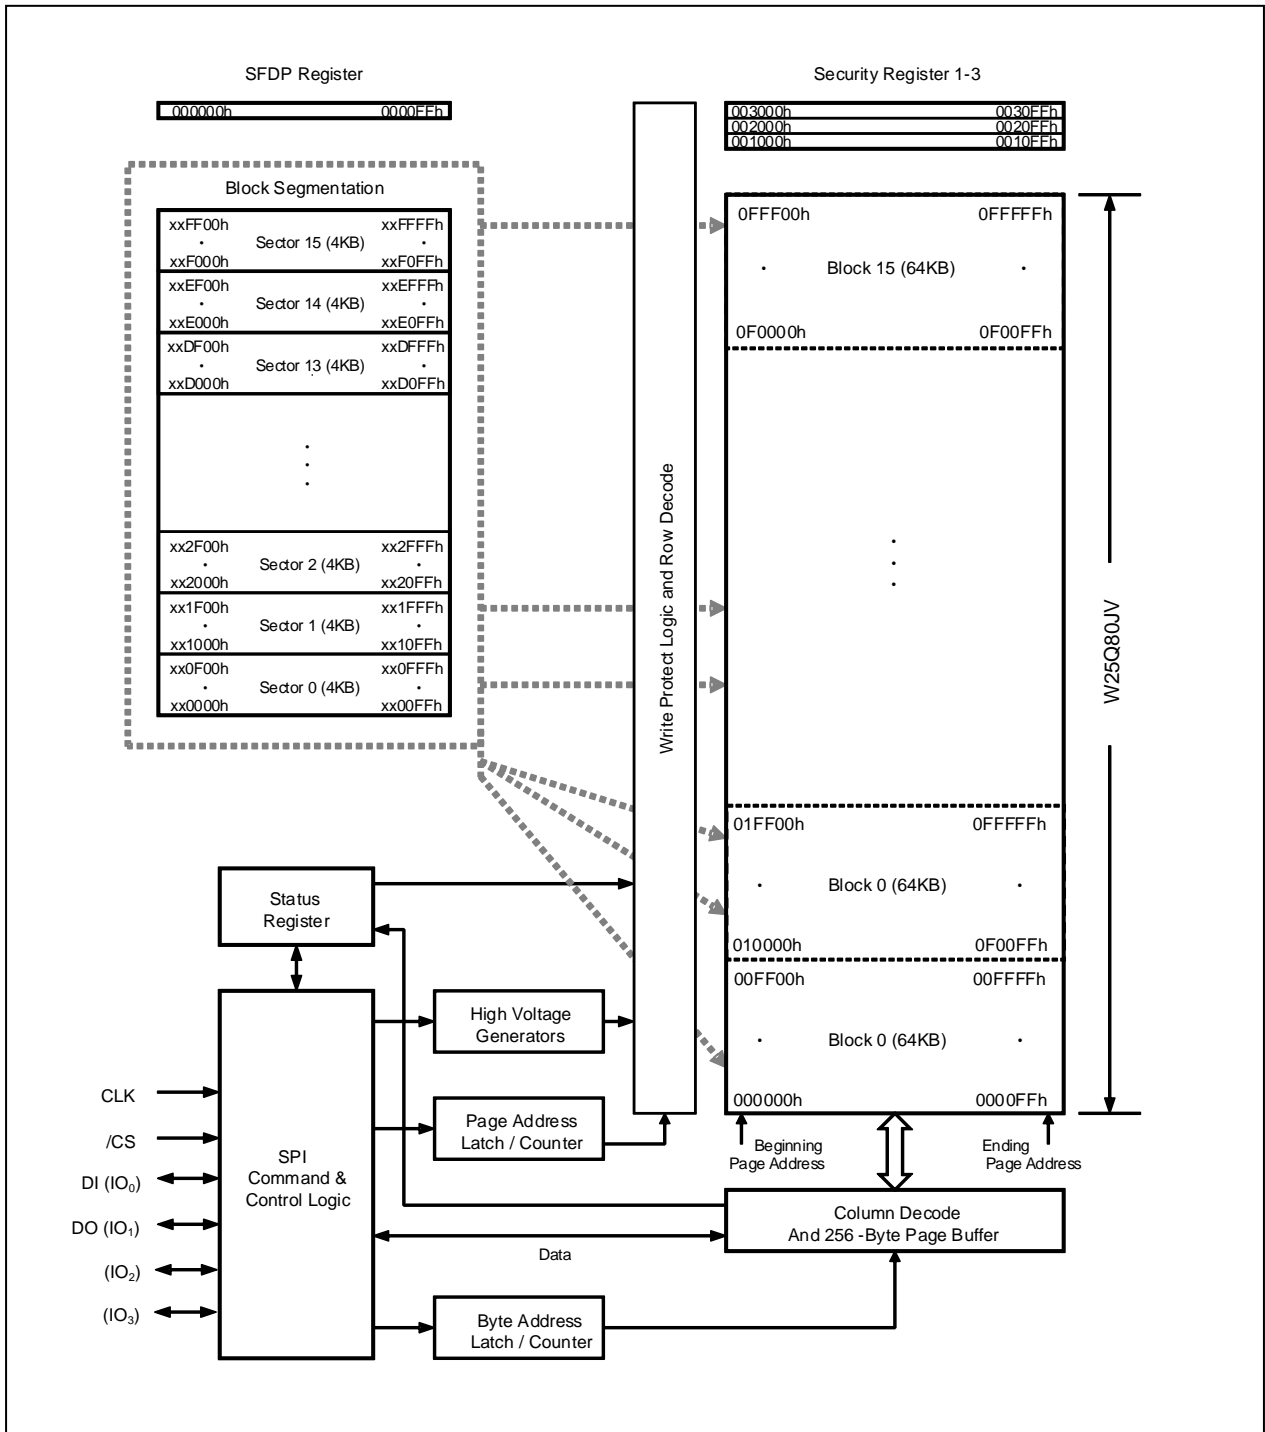 SFDP Register
000000h 0000FFh
Security Register 1-3
003000h 0030FFh
002000h 0020FFh
001000h 0010FFh
Block Segmentation
xxFF00h xxFFFFh
Sector 15 (4KB)
xxF000h xxF0FFh
xxEF00h xxEFFFh
Sector 14 (4KB)
xxE000h xxE0FFh
xxDF00h xxDFFFh
Sector 13 (4KB)
xxD000h xxD0FFh
xx2F00h xx2FFFh
Sector 2 (4KB)
xx2000h xx20FFh
xx1F00h xx1FFFh
Sector 1 (4KB)
xx1000h xx10FFh
xx0F00h xx0FFFh
Sector 0 (4KB)
xx0000h xx00FFh
Write Protect Logic and Row Decode
0FFF00h 0FFFFFh
Block 15 (64KB)
0F0000h 0F00FFh
01FF00h 0FFFFFh
Block 0 (64KB)
010000h 0F00FFh
00FF00h 00FFFFh
Block 0 (64KB)
000000h 0000FFh
W25Q80JV
Beginning
Page Address
Ending
Page Address
Status
Register
High Voltage
Generators
Page Address
Latch / Counter
SPI
Command &
Control Logic
CLK
/CS
DI (IO₀)
DO (IO₁)
(IO₂)
(IO₃)
Column Decode
And 256 -Byte Page Buffer
Data
Byte Address
Latch / Counter